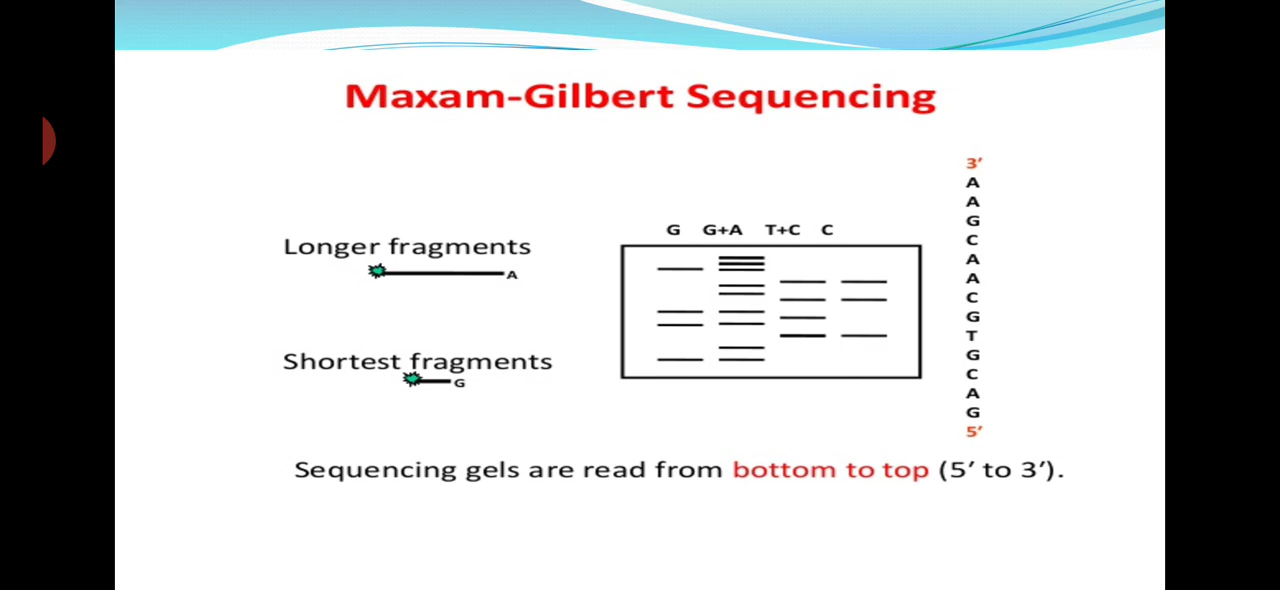 Maxam-Gilbert Sequencing
Longer fragments
A
Shortest fragments
G
G G+A T+C C
3′
A
A
G
C
A
A
C
G
T
G
C
A
G
5′
Sequencing gels are read from bottom to top (5′ to 3′).